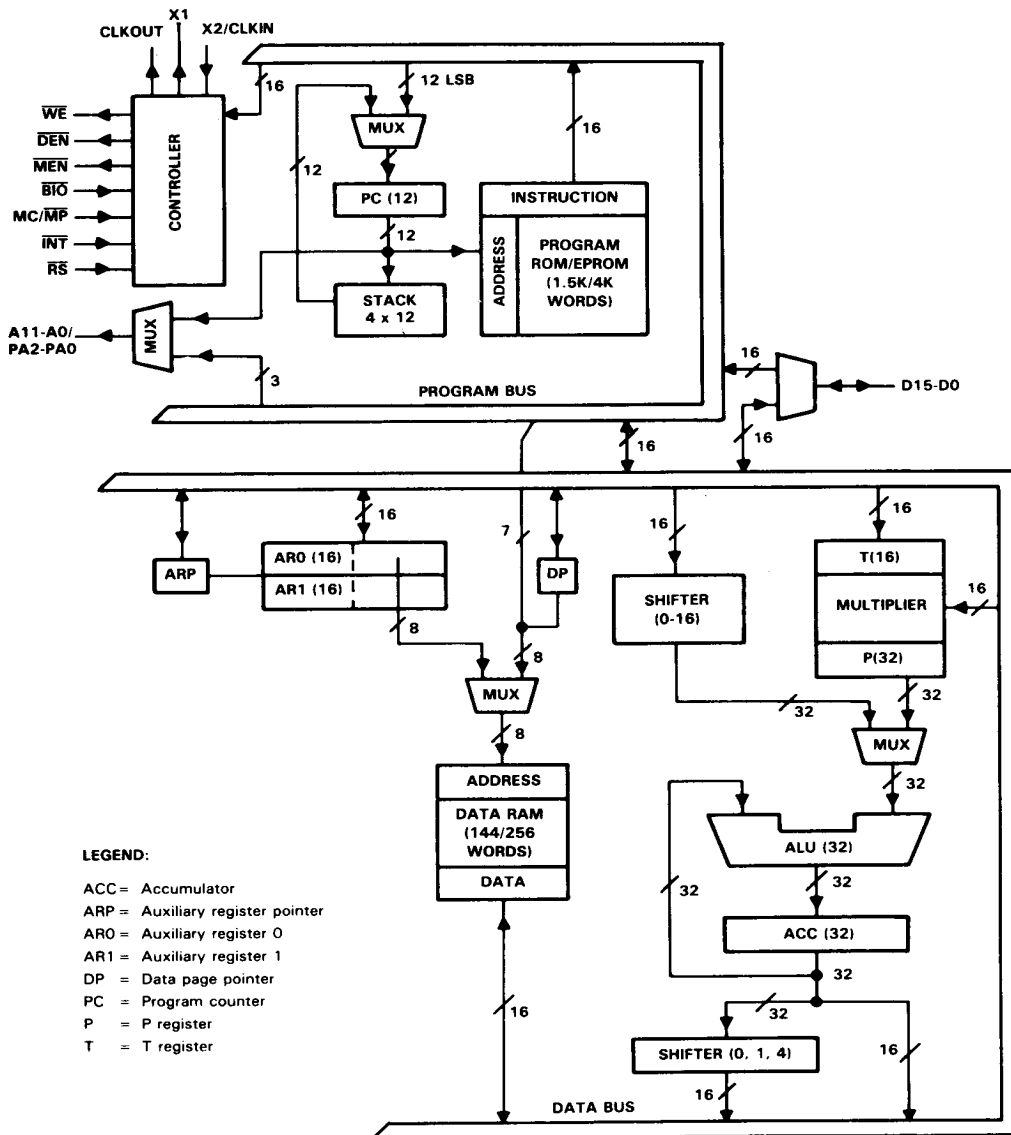 X1
CLKOUT
X2/CLKIN
16
12 LSB
WE
DEN
MEN
BIO
MC/MP
INT
RS
CONTROLLER
MUX
12
16
PC (12)
12
INSTRUCTION
ADDRESS
PROGRAM
ROM/EPROM
(1.5K/4K
WORDS)
STACK
4 x 12
A11-A0/
PA2-PA0
MUX
3
PROGRAM BUS
16
D15-D0
16
16
16
7
16
16
ARP
AR0 (16)
AR1 (16)
DP
SHIFTER
(0-16)
T(16)
MULTIPLIER
P(32)
16
8
8
MUX
32
32
MUX
8
32
ADDRESS
DATA RAM
(144/256
WORDS)
DATA
ALU (32)
32
32
ACC (32)
32
32
16
SHIFTER (0, 1, 4)
16
16
DATA BUS
LEGEND:
ACC = Accumulator
ARP = Auxiliary register pointer
AR0 = Auxiliary register 0
AR1 = Auxiliary register 1
DP = Data page pointer
PC = Program counter
P = P register
T = T register